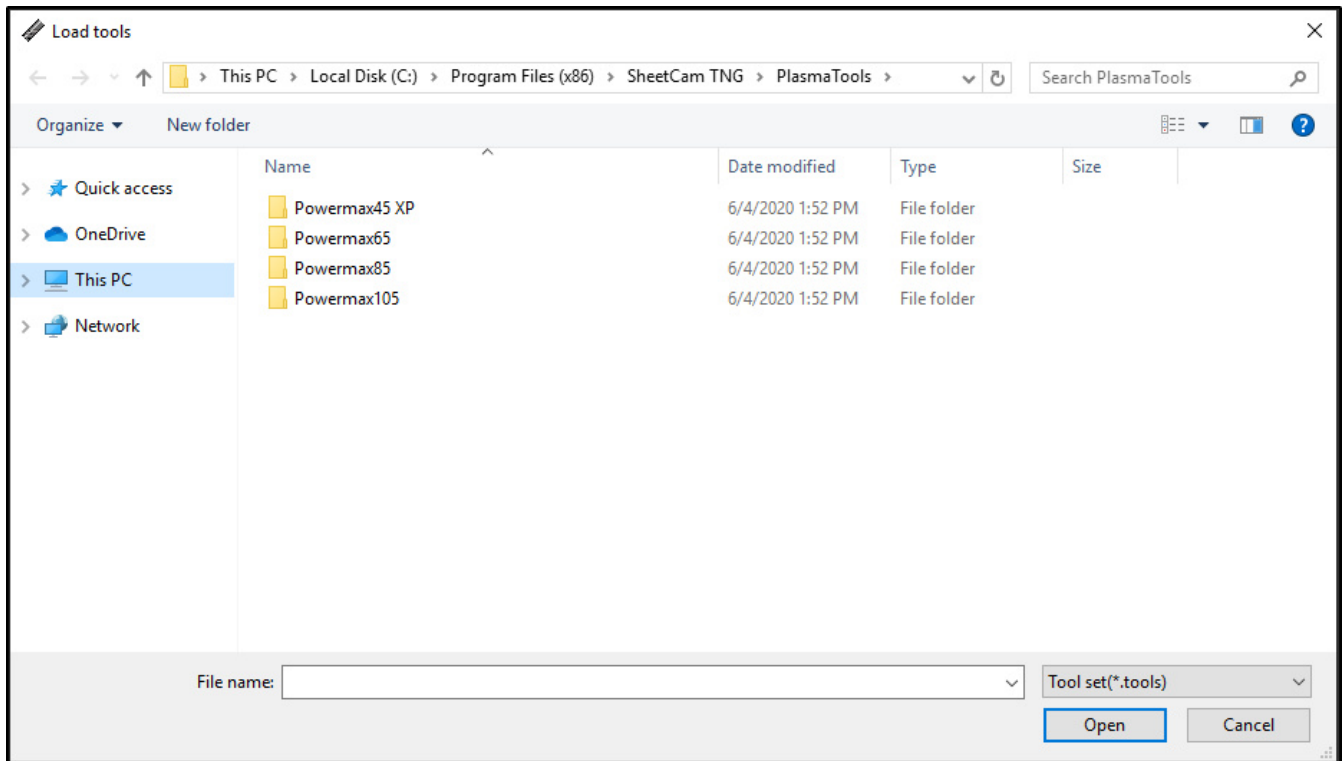 Load tools
This PC > Local Disk (C:) > Program Files (x86) > SheetCam TNG > PlasmaTools >
Search PlasmaTools
Organize
New folder
Name Date modified Type Size
Quick access
OneDrive
This PC
Network
Powermax45 XP 6/4/2020 1:52 PM File folder
Powermax65 6/4/2020 1:52 PM File folder
Powermax85 6/4/2020 1:52 PM File folder
Powermax105 6/4/2020 1:52 PM File folder
File name:
Tool set(*.tools)
Open Cancel